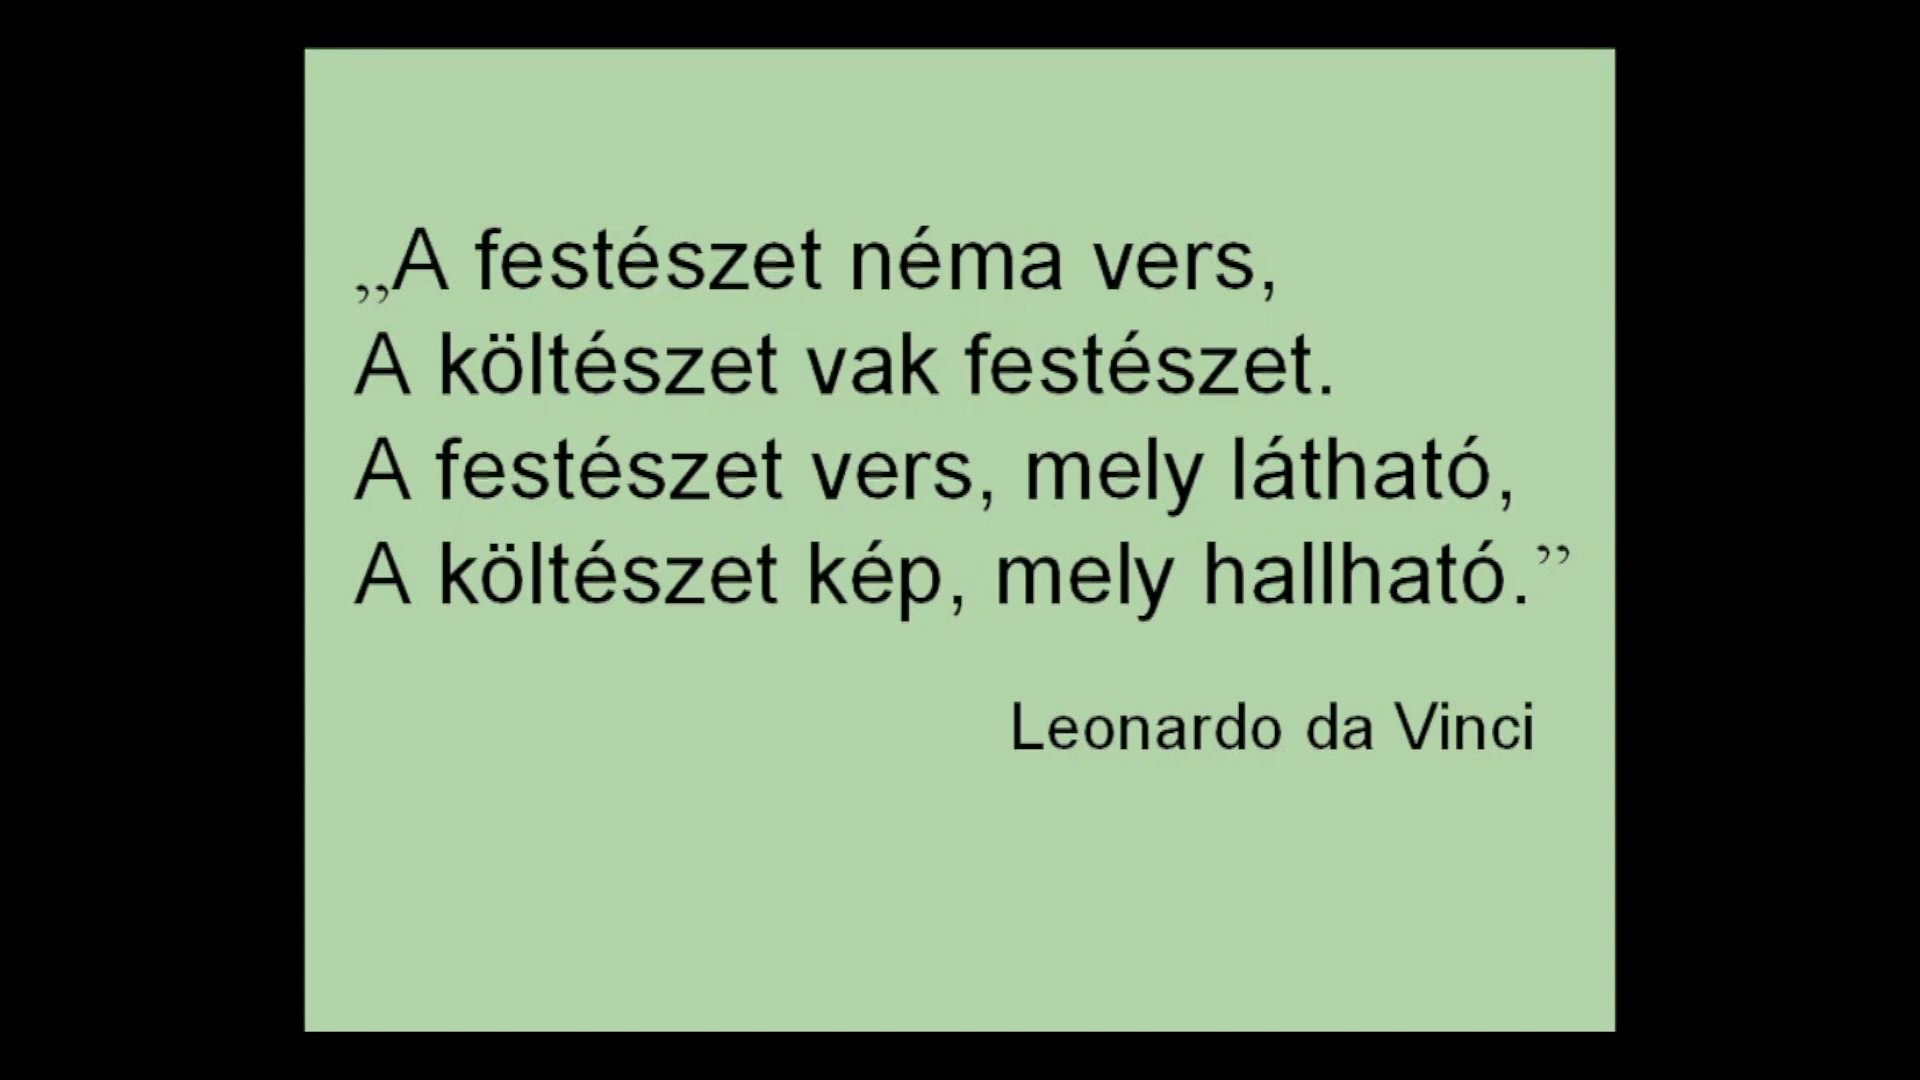 „A festészet néma vers,
A költészet vak festészet.
A festészet vers, mely látható,
A költészet kép, mely hallható.”
Leonardo da Vinci